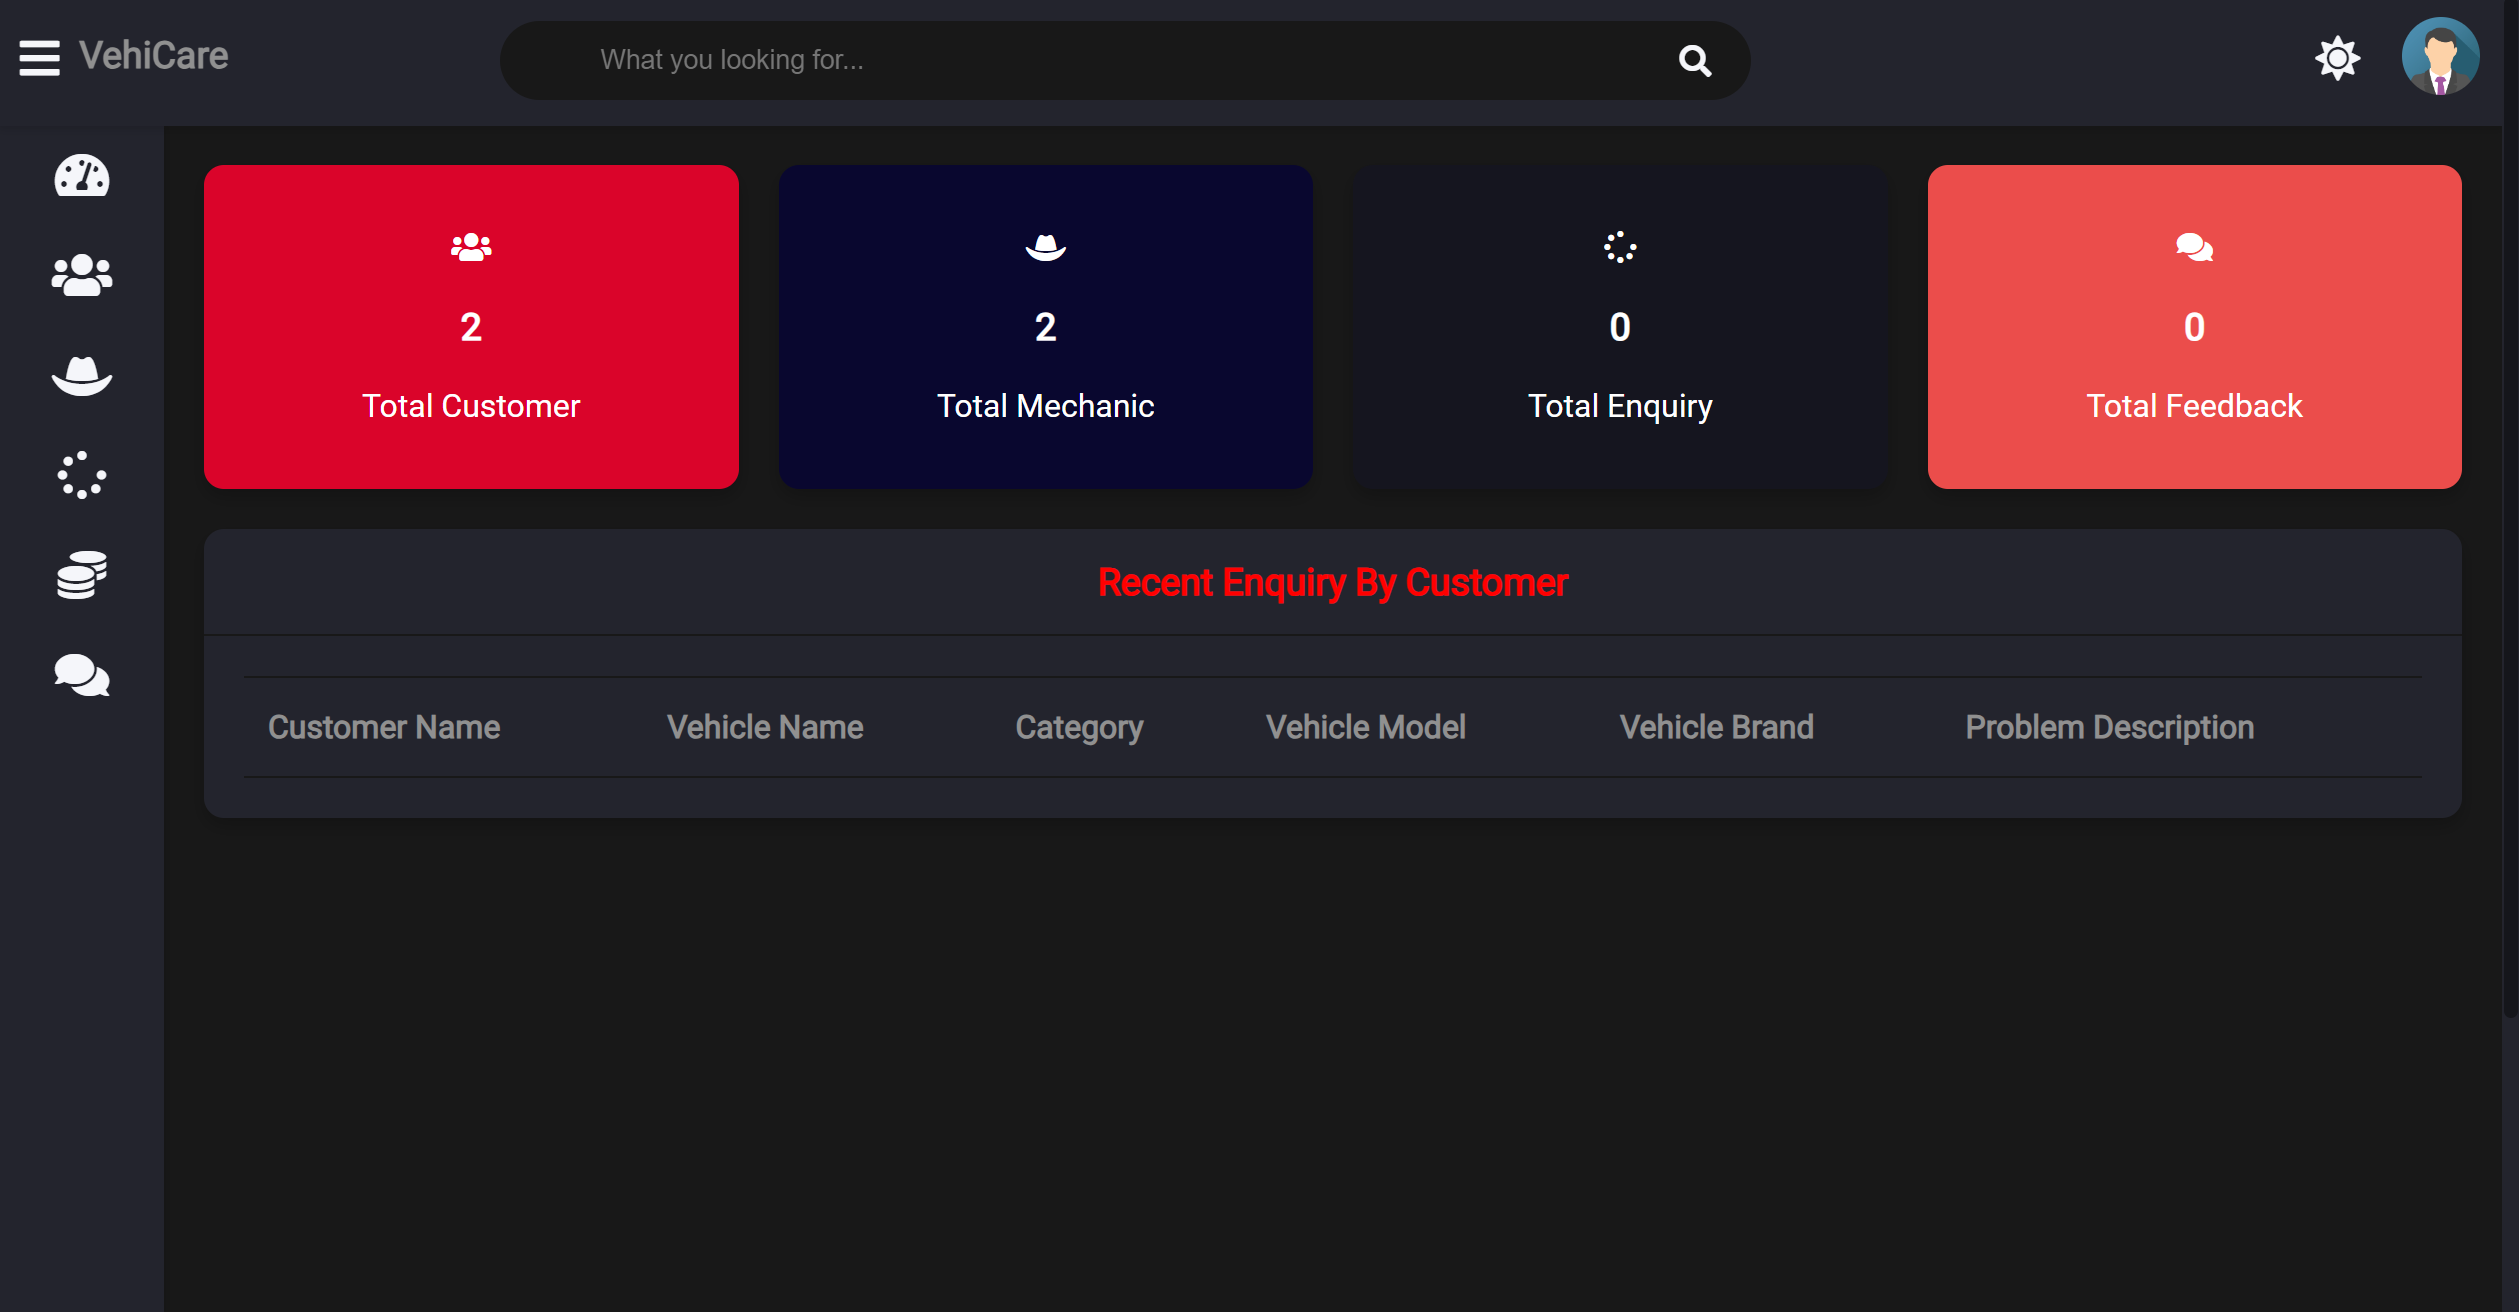 VehiCare
What you looking for...
2
Total Customer
2
Total Mechanic
0
Total Enquiry
0
Total Feedback
Recent Enquiry By Customer
Customer Name Vehicle Name Category Vehicle Model Vehicle Brand Problem Description